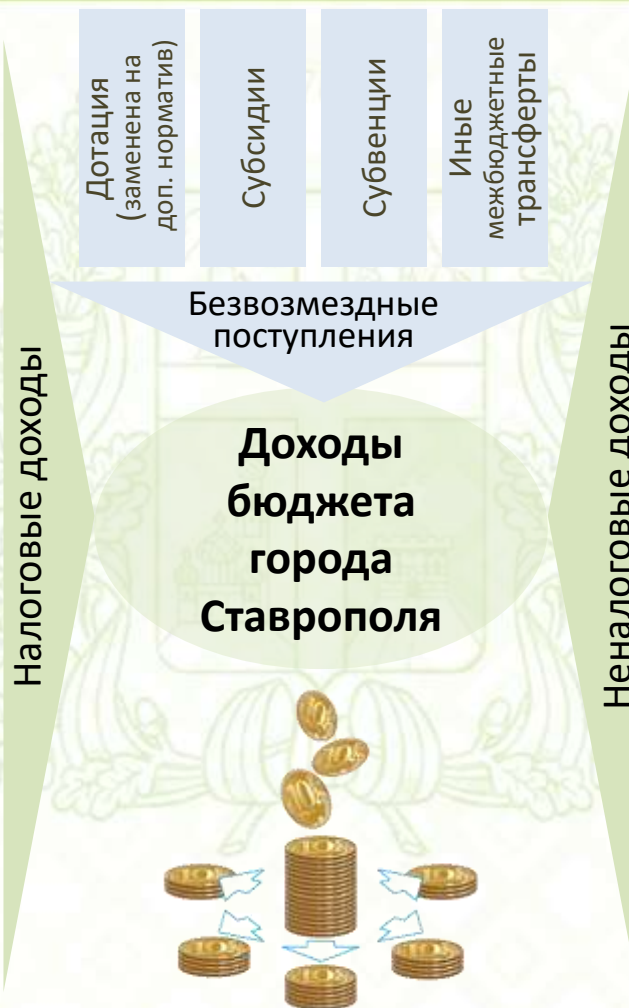 Дотация
(заменена на
доп. норматив)
Субсидии
Субвенции
Иные
межбюджетные
трансферты
Безвозмездные
поступления
Налоговые доходы
Доходы
бюджета
города
Ставрополя
Неналоговые доходы